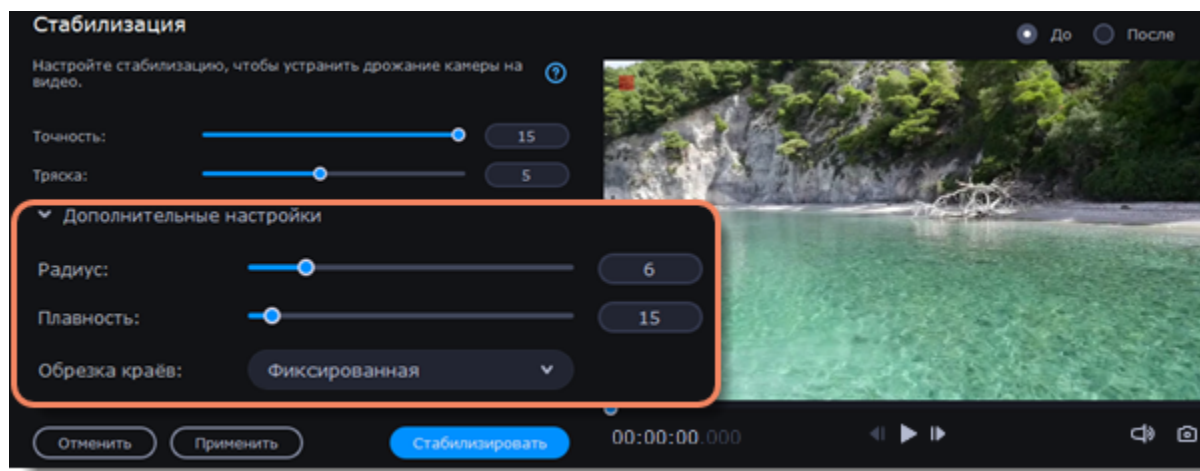 Стабилизация
До
После
Настройте стабилизацию, чтобы устранить дрожание камеры на
видео.
?
Точность:
15
Тряска:
5
Дополнительные настройки
Радиус:
6
Плавность:
15
Обрезка краёв:
Фиксированная
Отменить
Применить
Стабилизировать
00:00:00.000